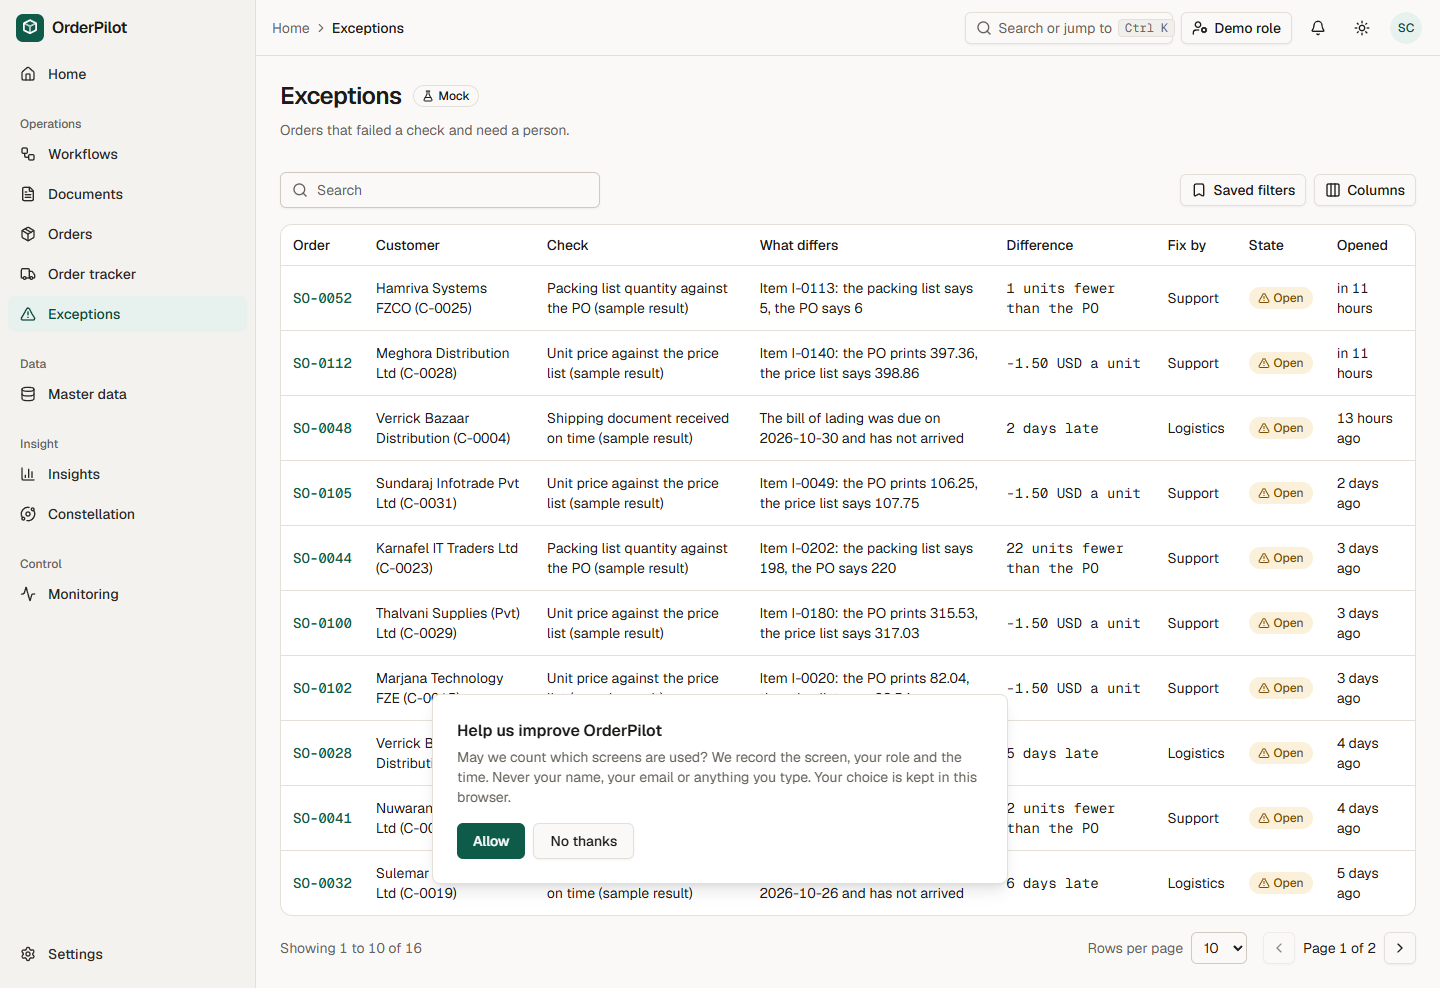 OrderPilot
Home
Operations
Workflows
Documents
Orders
Order tracker
Exceptions
Data
Master data
Insight
Insights
Constellation
Control
Monitoring
Settings
Home > Exceptions
Search or jump to Ctrl K
Demo role
SC
Exceptions
Mock
Orders that failed a check and need a person.
Search
Saved filters
Columns
Order Customer Check What differs Difference Fix by State Opened
SO-0052 Hamriva Systems FZCO (C-0025) Packing list quantity against the PO (sample result) Item I-0113: the packing list says 5, the PO says 6 1 units fewer than the PO Support Open in 11 hours
SO-0112 Meghora Distribution Ltd (C-0028) Unit price against the price list (sample result) Item I-0140: the PO prints 397.36, the price list says 398.86 -1.50 USD a unit Support Open in 11 hours
SO-0048 Verrick Bazaar Distribution (C-0004) Shipping document received on time (sample result) The bill of lading was due on 2026-10-30 and has not arrived 2 days late Logistics Open 13 hours ago
SO-0105 Sundaraj Infotrade Pvt Ltd (C-0031) Unit price against the price list (sample result) Item I-0049: the PO prints 106.25, the price list says 107.75 -1.50 USD a unit Support Open 2 days ago
SO-0044 Karnafel IT Traders Ltd (C-0023) Packing list quantity against the PO (sample result) Item I-0202: the packing list says 198, the PO says 220 22 units fewer than the PO Support Open 3 days ago
SO-0100 Thalvani Supplies (Pvt) Ltd (C-0029) Unit price against the price list (sample result) Item I-0180: the PO prints 315.53, the price list says 317.03 -1.50 USD a unit Support Open 3 days ago
SO-0102 Marjana Technology FZE Unit price against the price Item I-0020: the PO prints 82.04, -1.50 USD a unit Support Open 3 days ago
SO-0028 Verrick 5 days late Logistics Open 4 days ago
SO-0041 Ltd 2 units fewer than the PO Support Open 4 days ago
SO-0032 Sulemar Ltd (C-0019) on time (sample result) 2026-10-26 and has not arrived 6 days late Logistics Open 5 days ago
Help us improve OrderPilot
May we count which screens are used? We record the screen, your role and the
time. Never your name, your email or anything you type. Your choice is kept in this
browser.
Allow
No thanks
Showing 1 to 10 of 16
Rows per page 10
Page 1 of 2